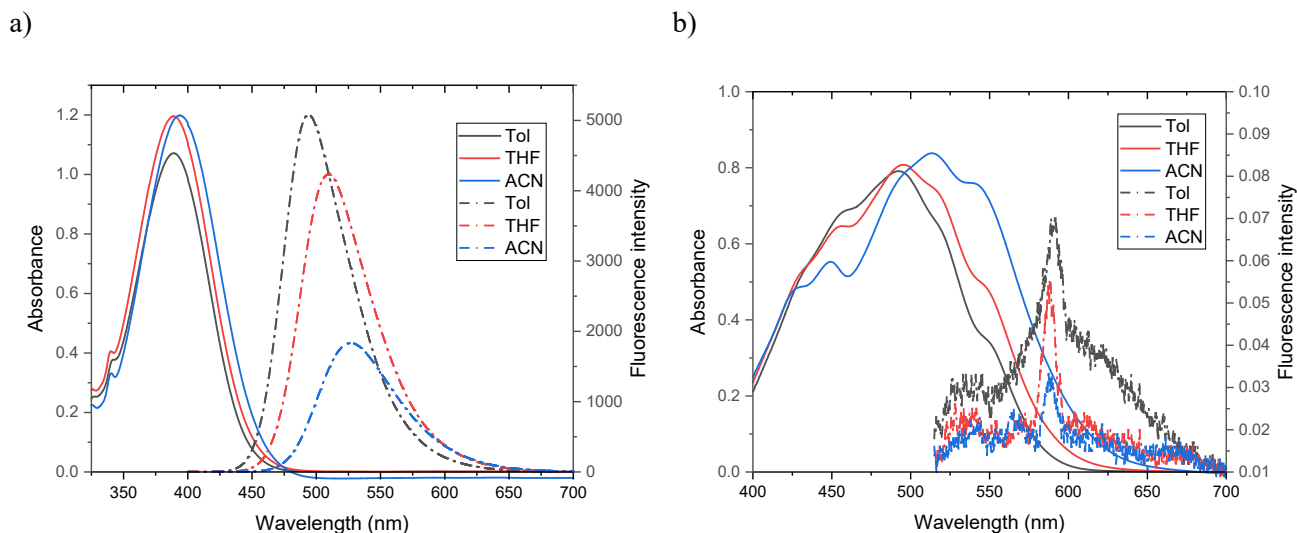 a)
b)
1.2
1.0
0.8
0.6
0.4
0.2
0.0
Absorbance
5000
4000
3000
2000
1000
0
Fluorescence intensity
Tol
THF
ACN
Tol
THF
ACN
350 400 450 500 550 600 650 700
Wavelength (nm)
1.0
0.8
0.6
0.4
0.2
0.0
Absorbance
0.10
0.09
0.08
0.07
0.06
0.05
0.04
0.03
0.02
0.01
Fluorescence intensity
Tol
THF
ACN
Tol
THF
ACN
400 450 500 550 600 650 700
Wavelength (nm)